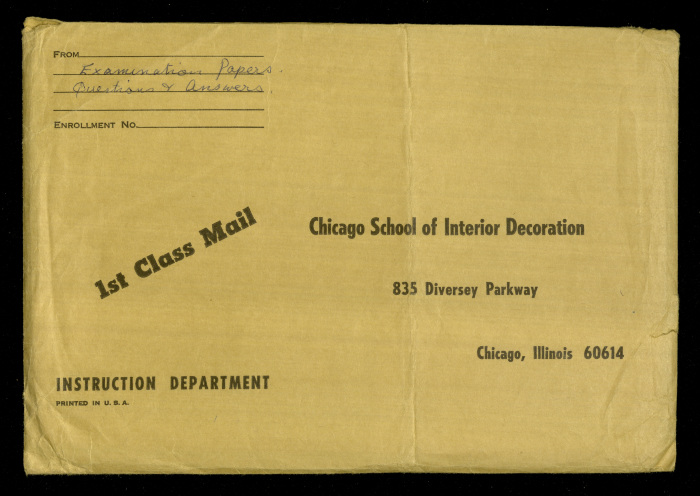 FROM
Examination Papers.
Questions & Answers.
ENROLLMENT NO.
1st Class Mail
Chicago School of Interior Decoration
835 Diversey Parkway
Chicago, Illinois 60614
INSTRUCTION DEPARTMENT
PRINTED IN U.S.A.